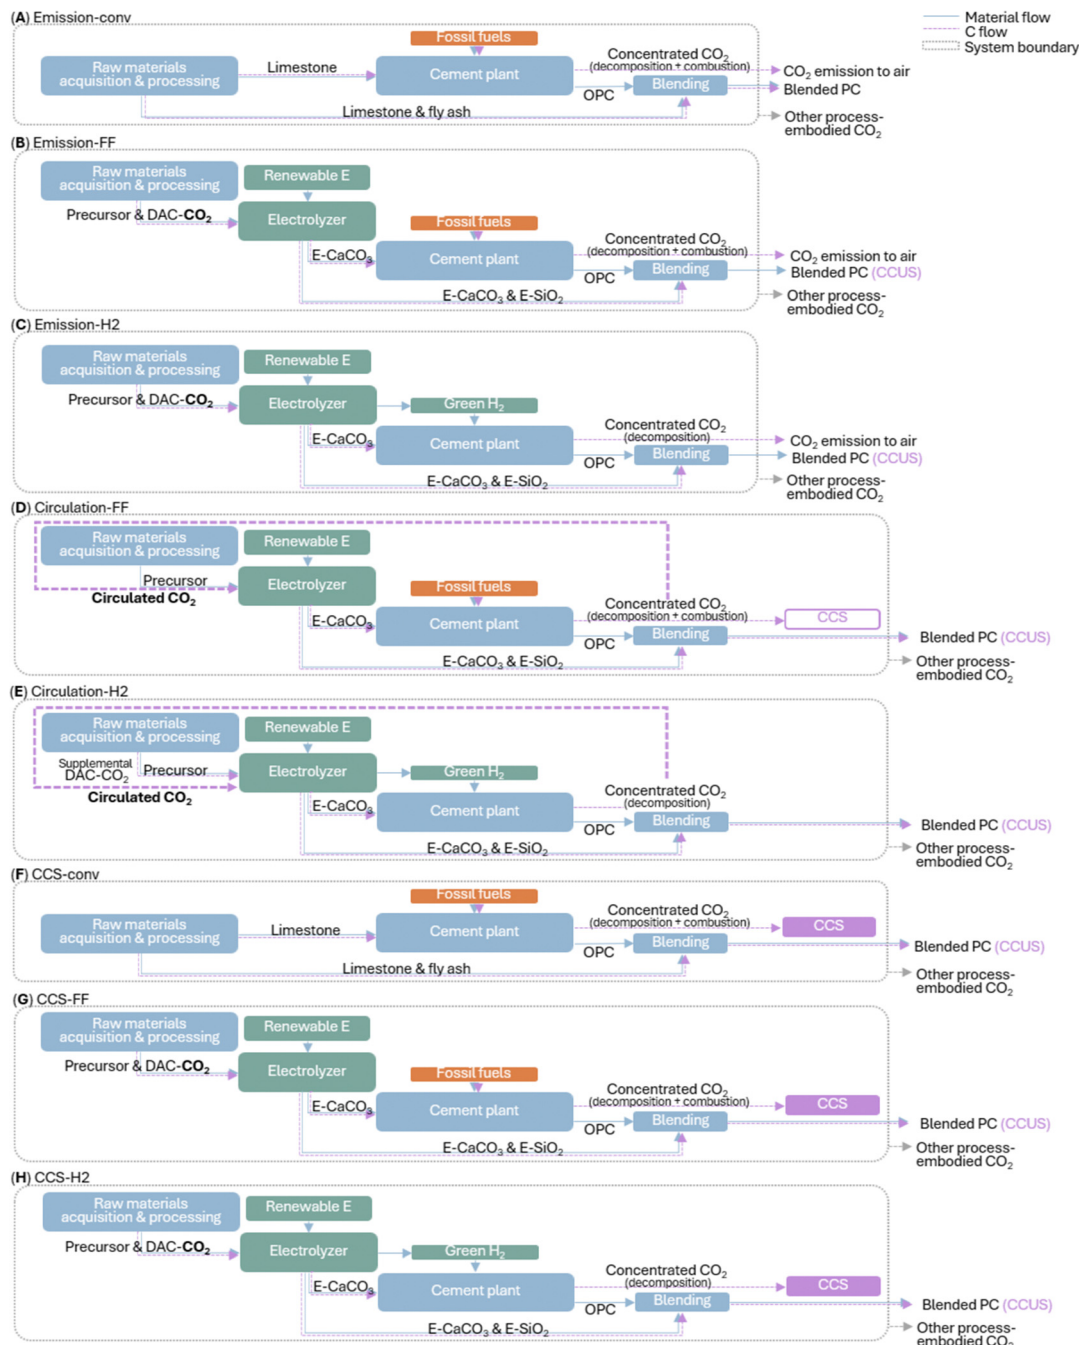 (A) Emission-conv
Material flow
C flow
System boundary
Fossil fuels
Raw materials
acquisition & processing
Limestone
Cement plant
Concentrated CO₂
(decomposition + combustion)
CO₂ emission to air
OPC
Blending
Blended PC
Limestone & fly ash
Other process-
embodied CO₂
(B) Emission-FF
Raw materials
acquisition & processing
Renewable E
Precursor & DAC-CO₂
Electrolyzer
Fossil fuels
E-CaCO₃
Cement plant
Concentrated CO₂
(decomposition + combustion)
CO₂ emission to air
OPC
Blending
Blended PC (CCUS)
E-CaCO₃ & E-SiO₂
Other process-
embodied CO₂
(C) Emission-H2
Raw materials
acquisition & processing
Renewable E
Precursor & DAC-CO₂
Electrolyzer
Green H₂
E-CaCO₃
Cement plant
Concentrated CO₂
(decomposition)
CO₂ emission to air
OPC
Blending
Blended PC (CCUS)
E-CaCO₃ & E-SiO₂
Other process-
embodied CO₂
(D) Circulation-FF
Raw materials
acquisition & processing
Renewable E
Precursor
Electrolyzer
Circulated CO₂
Fossil fuels
E-CaCO₃
Cement plant
Concentrated CO₂
(decomposition + combustion)
CCS
OPC
Blending
Blended PC (CCUS)
E-CaCO₃ & E-SiO₂
Other process-
embodied CO₂
(E) Circulation-H2
Raw materials
acquisition & processing
Renewable E
Supplemental
DAC-CO₂
Precursor
Electrolyzer
Green H₂
Circulated CO₂
E-CaCO₃
Cement plant
Concentrated CO₂
(decomposition)
OPC
Blending
Blended PC (CCUS)
E-CaCO₃ & E-SiO₂
Other process-
embodied CO₂
(F) CCS-conv
Fossil fuels
Raw materials
acquisition & processing
Limestone
Cement plant
Concentrated CO₂
(decomposition + combustion)
CCS
OPC
Blending
Blended PC (CCUS)
Limestone & fly ash
Other process-
embodied CO₂
(G) CCS-FF
Raw materials
acquisition & processing
Renewable E
Precursor & DAC-CO₂
Electrolyzer
Fossil fuels
E-CaCO₃
Cement plant
Concentrated CO₂
(decomposition + combustion)
CCS
OPC
Blending
Blended PC (CCUS)
E-CaCO₃ & E-SiO₂
Other process-
embodied CO₂
(H) CCS-H2
Raw materials
acquisition & processing
Renewable E
Precursor & DAC-CO₂
Electrolyzer
Green H₂
E-CaCO₃
Cement plant
Concentrated CO₂
(decomposition)
CCS
OPC
Blending
Blended PC (CCUS)
E-CaCO₃ & E-SiO₂
Other process-
embodied CO₂